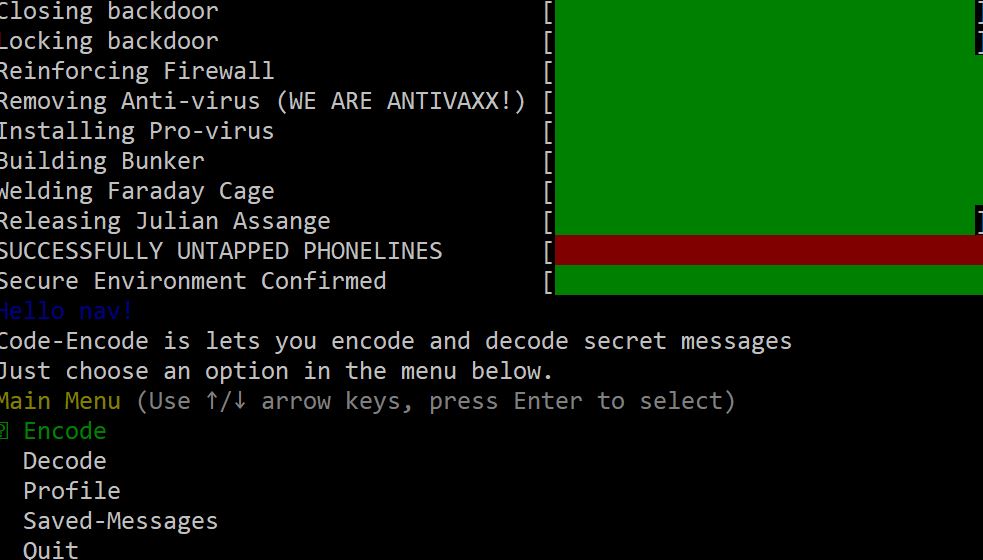 Closing backdoor [ ]
Locking backdoor [ ]
Reinforcing Firewall [
Removing Anti-virus (WE ARE ANTIVAXX!) [
Installing Pro-virus [
Building Bunker [
Welding Faraday Cage [
Releasing Julian Assange [ ]
SUCCESSFULLY UNTAPPED PHONELINES [
Secure Environment Confirmed [
Hello nav!
Code-Encode is lets you encode and decode secret messages
Just choose an option in the menu below.
Main Menu (Use ↑/↓ arrow keys, press Enter to select)
Encode
Decode
Profile
Saved-Messages
Quit